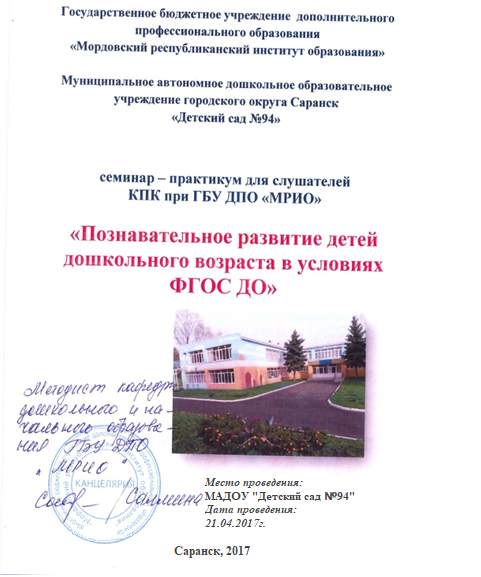 Государственное бюджетное учреждение дополнительного
профессионального образования
«Мордовский республиканский институт образования»
Муниципальное автономное дошкольное образовательное
учреждение городского округа Саранск
«Детский сад №94»
семинар – практикум для слушателей
КПК при ГБУ ДПО «МРИО»
«Познавательное развитие детей
дошкольного возраста в условиях
ФГОС ДО»
Методист кафедры
дошкольного и на-
чального образова-
ния ГБУ ДПО
"МРИО"
КАНЦЕЛЯРИЯ
Место проведения:
МАДОУ "Детский сад №94"
Дата проведения:
21.04.2017г.
Саранск, 2017